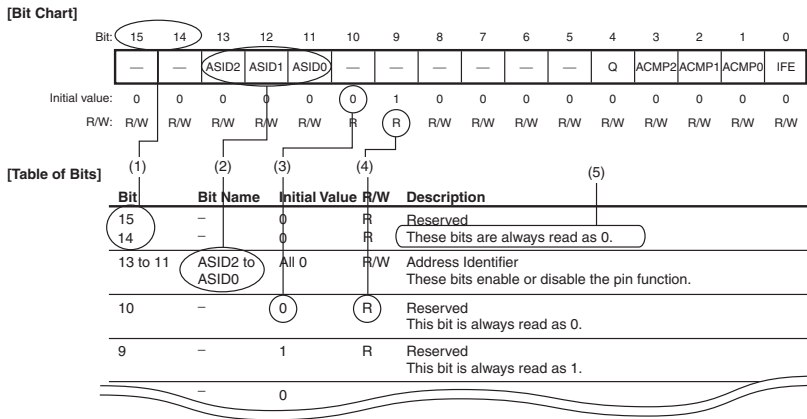 [Bit Chart]
Bit: 15 14 13 12 11 10 9 8 7 6 5 4 3 2 1 0
— — ASID2 ASID1 ASID0 — — — — — — Q ACMP2 ACMP1 ACMP0 IFE
Initial value: 0 0 0 0 0 0 1 0 0 0 0 0 0 0 0 0
R/W: R/W R/W R/W R/W R/W R R R/W R/W R/W R/W R/W R/W R/W R/W R/W
(1) (2) (3) (4) (5)
[Table of Bits]
Bit Bit Name Initial Value R/W Description
15 – 0 R Reserved
14 – 0 R These bits are always read as 0.
13 to 11 ASID2 to All 0 R/W Address Identifier
ASID0 These bits enable or disable the pin function.
10 – 0 R Reserved
This bit is always read as 0.
9 – 1 R Reserved
This bit is always read as 1.
– 0